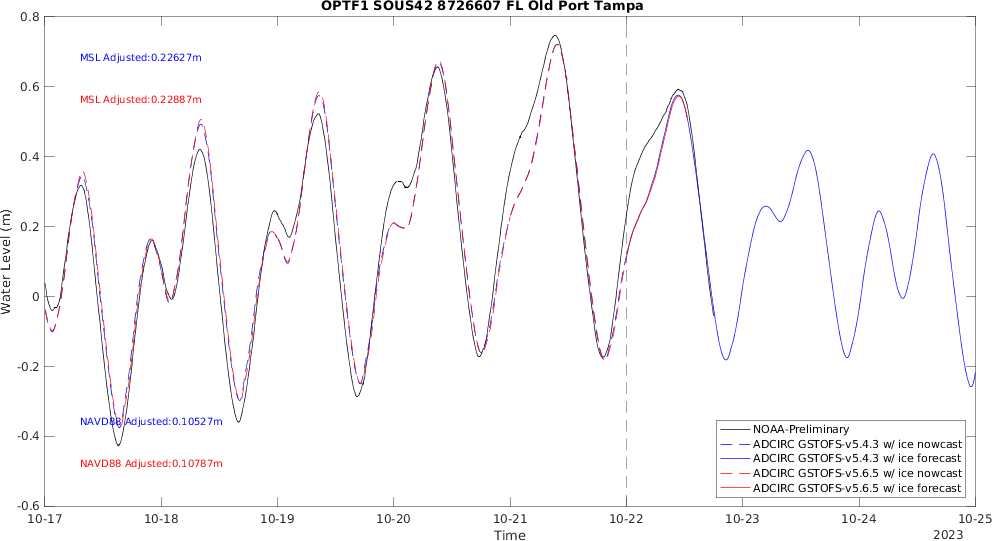 OPTF1 SOUS42 8726607 FL Old Port Tampa
0.8
0.6
0.4
0.2
0
-0.2
-0.4
-0.6
Water Level (m)
MSL Adjusted:0.22627m
MSL Adjusted:0.22887m
NAVD88 Adjusted:0.10527m
NAVD88 Adjusted:0.10787m
NOAA-Preliminary
ADCIRC GSTOFS-v5.4.3 w/ ice nowcast
ADCIRC GSTOFS-v5.4.3 w/ ice forecast
ADCIRC GSTOFS-v5.6.5 w/ ice nowcast
ADCIRC GSTOFS-v5.6.5 w/ ice forecast
10-17 10-18 10-19 10-20 10-21 10-22 10-23 10-24 10-25
Time
2023